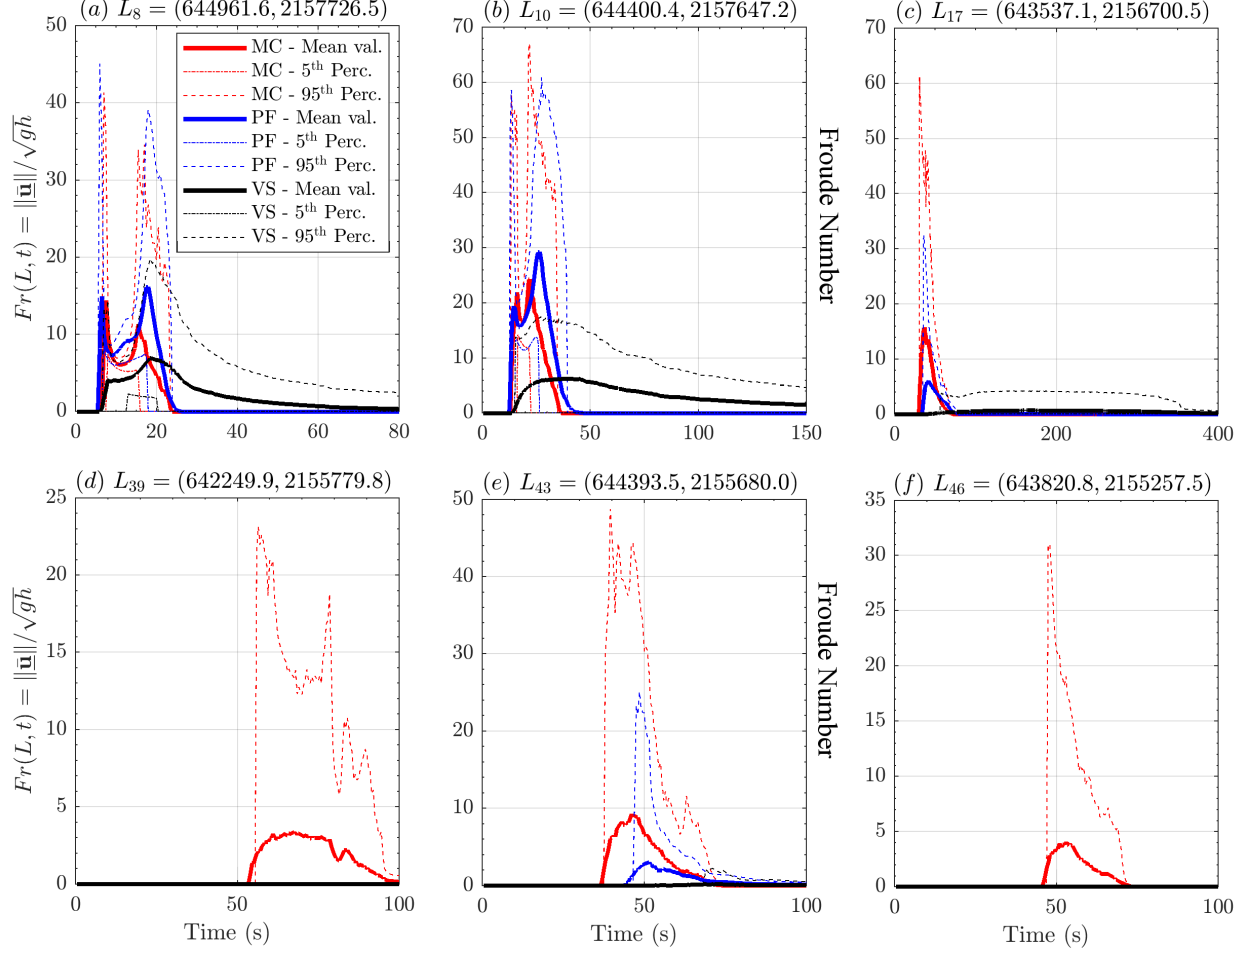 (a) L₈ = (644961.6, 2157726.5)
50
40
30
20
10
0
0 20 40 60 80
Fr(L, t) = ||ū||/√gh
MC - Mean val.
MC - 5th Perc.
MC - 95th Perc.
PF - Mean val.
PF - 5th Perc.
PF - 95th Perc.
VS - Mean val.
VS - 5th Perc.
VS - 95th Perc.
(b) L₁₀ = (644400.4, 2157647.2)
70
60
50
40
30
20
10
0
0 50 100 150
Froude Number
(c) L₁₇ = (643537.1, 2156700.5)
70
60
50
40
30
20
10
0
0 200 400
(d) L₃₉ = (642249.9, 2155779.8)
25
20
15
10
5
0
0 50 100
Fr(L, t) = ||ū||/√gh
Time (s)
(e) L₄₃ = (644393.5, 2155680.0)
50
40
30
20
10
0
0 50 100
Time (s)
Froude Number
(f) L₄₆ = (643820.8, 2155257.5)
35
30
25
20
15
10
5
0
0 50 100
Time (s)